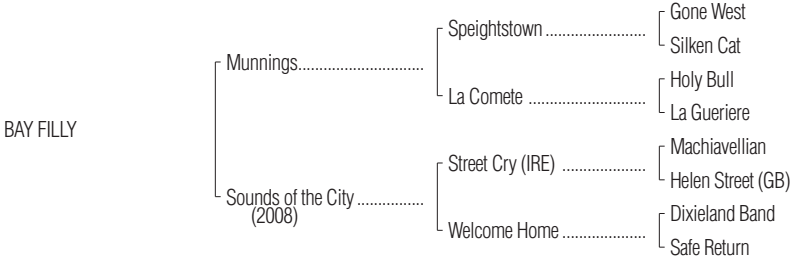 BAY FILLY
Munnings..............................
Sounds of the City ................
(2008)
Speightstown ........................
La Comete ............................
Street Cry (IRE) ....................
Welcome Home ....................
Gone West
Silken Cat
Holy Bull
La Gueriere
Machiavellian
Helen Street (GB)
Dixieland Band
Safe Return